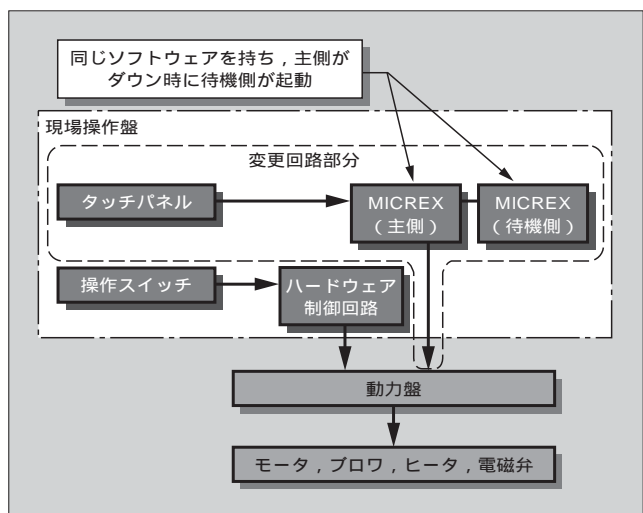 同じソフトウェアを持ち，主側が
ダウン時に待機側が起動
現場操作盤
変更回路部分
タッチパネル
MICREX
（主側）
MICREX
（待機側）
操作スイッチ
ハードウェア
制御回路
動力盤
モータ，ブロワ，ヒータ，電磁弁